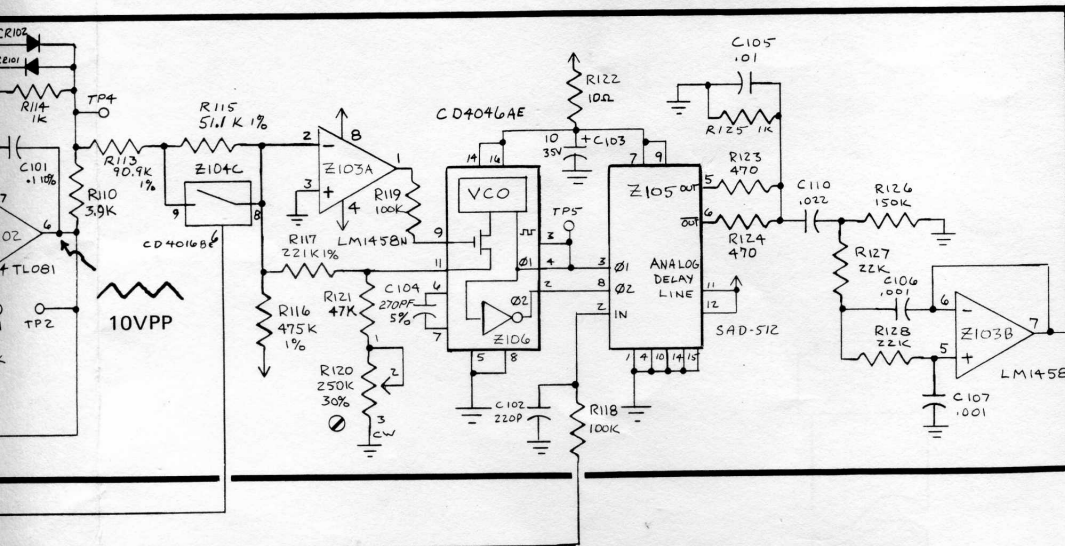 CR102
CR101
R114
1K
TP4
C101
.1 10%
R113
90.9K
1%
R110
3.9K
7
6
TL081
TP2
10VPP
R115
51.1 K 1%
Z104C
9
8
CD4016BE
6
2
3
8
1
4
Z103A
LM1458N
R119
100K
R117
221K1%
R116
475K
1%
R121
47K
C104
270PF
5%
R120
250K
30%
1
2
3
CW
CD4046AE
14
16
VCO
9
11
6
7
3
4
2
Ø1
Ø2
Z106
5
8
R122
10Ω
10
35V
+ C103
TP5
7
9
Z105
OUT
5
OUT
6
ANALOG
DELAY
LINE
3
Ø1
8
Ø2
2
IN
11
12
SAD-512
1
4
10
14
15
C102
220P
R118
100K
C105
.01
R125 1K
R123
470
R124
470
C110
.022
R126
150K
R127
22K
C106
.001
R128
22K
6
5
7
Z103B
LM1458
C107
.001